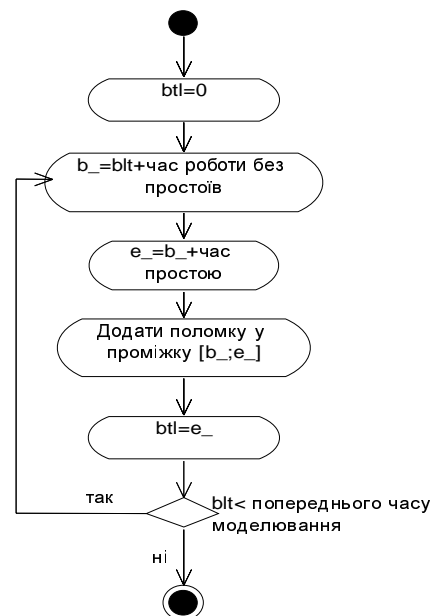 btl=0
b_=blt+час роботи без
простоїв
e_=b_+час
простою
Додати поломку у
проміжку [b_;e_]
btl=e_
так
blt< попереднього часу
моделювання
ні